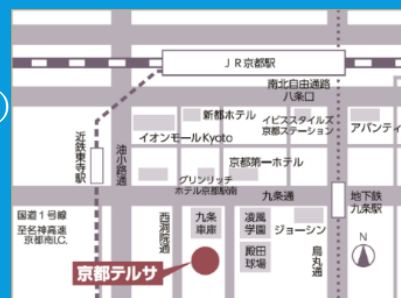 JR京都駅
南北自由通路
八条口
新都ホテル
イビススタイルズ
京都ステーション
アバンティ
イオンモールKyoto
近鉄東寺駅
油小路通
京都第一ホテル
グリンリッチ
ホテル京都駅南
九条通
地下鉄
九条駅
国道1号線
至名神高速
京都南I.C.
西洞院通
九条
車庫
凌風
学園
ジョーシン
殿田
球場
烏丸通
N
京都テルサ